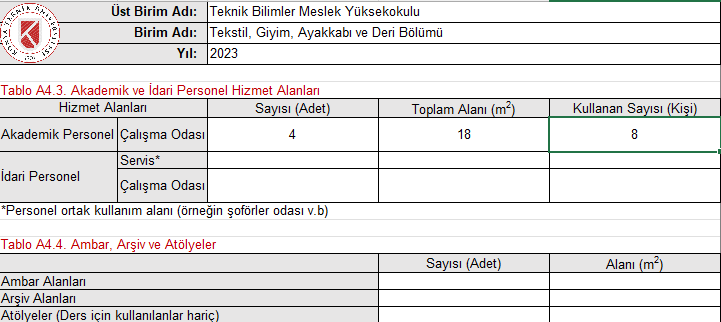 Üst Birim Adı: Teknik Bilimler Meslek Yüksekokulu
Birim Adı: Tekstil, Giyim, Ayakkabı ve Deri Bölümü
Yıl: 2023
Tablo A4.3. Akademik ve İdari Personel Hizmet Alanları
Hizmet Alanları Sayısı (Adet) Toplam Alanı (m²) Kullanan Sayısı (Kişi)
Akademik Personel Çalışma Odası 4 18 8
İdari Personel Servis*
Çalışma Odası
*Personel ortak kullanım alanı (örneğin şoförler odası v.b)
Tablo A4.4. Ambar, Arşiv ve Atölyeler
Sayısı (Adet) Alanı (m²)
Ambar Alanları
Arşiv Alanları
Atölyeler (Ders için kullanılanlar hariç)